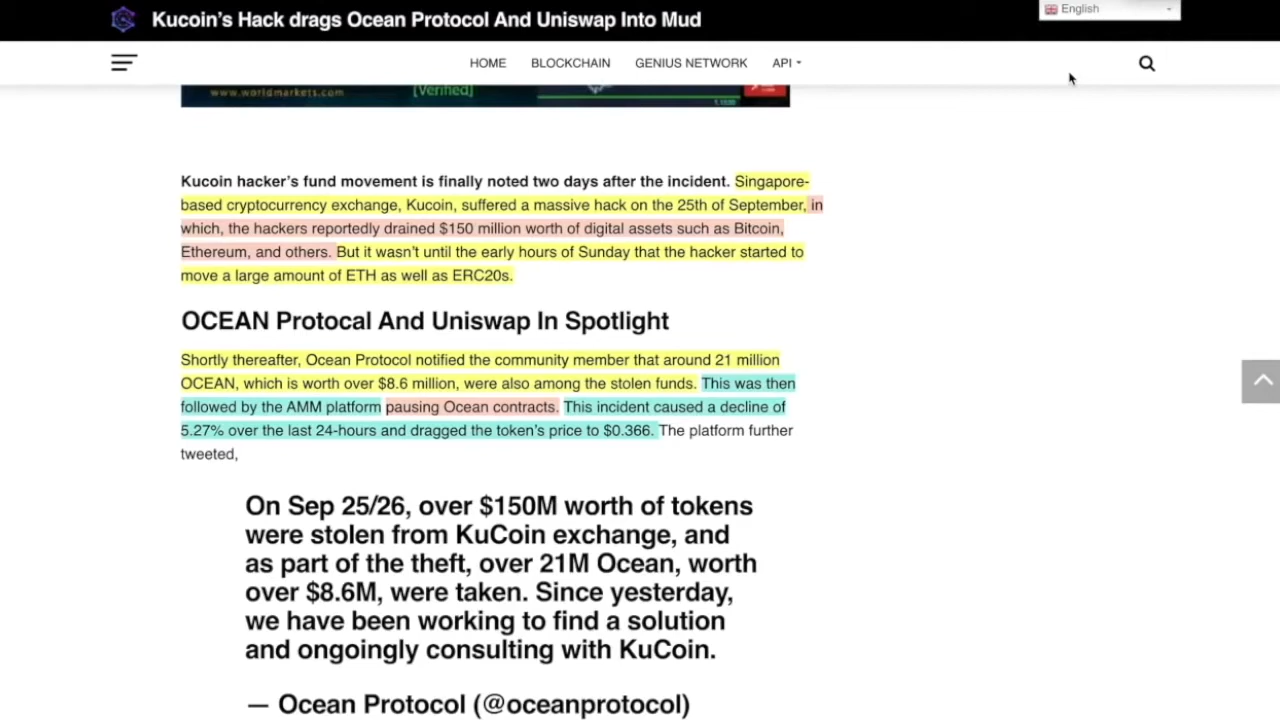 Kucoin's Hack drags Ocean Protocol And Uniswap Into Mud
English
HOME BLOCKCHAIN GENIUS NETWORK API
www.worldmarkets.com [Verified]
Kucoin hacker's fund movement is finally noted two days after the incident. Singapore-
based cryptocurrency exchange, Kucoin, suffered a massive hack on the 25th of September, in
which, the hackers reportedly drained $150 million worth of digital assets such as Bitcoin,
Ethereum, and others. But it wasn't until the early hours of Sunday that the hacker started to
move a large amount of ETH as well as ERC20s.
OCEAN Protocal And Uniswap In Spotlight
Shortly thereafter, Ocean Protocol notified the community member that around 21 million
OCEAN, which is worth over $8.6 million, were also among the stolen funds. This was then
followed by the AMM platform pausing Ocean contracts. This incident caused a decline of
5.27% over the last 24-hours and dragged the token's price to $0.366. The platform further
tweeted,
On Sep 25/26, over $150M worth of tokens
were stolen from KuCoin exchange, and
as part of the theft, over 21M Ocean, worth
over $8.6M, were taken. Since yesterday,
we have been working to find a solution
and ongoingly consulting with KuCoin.
— Ocean Protocol (@oceanprotocol)